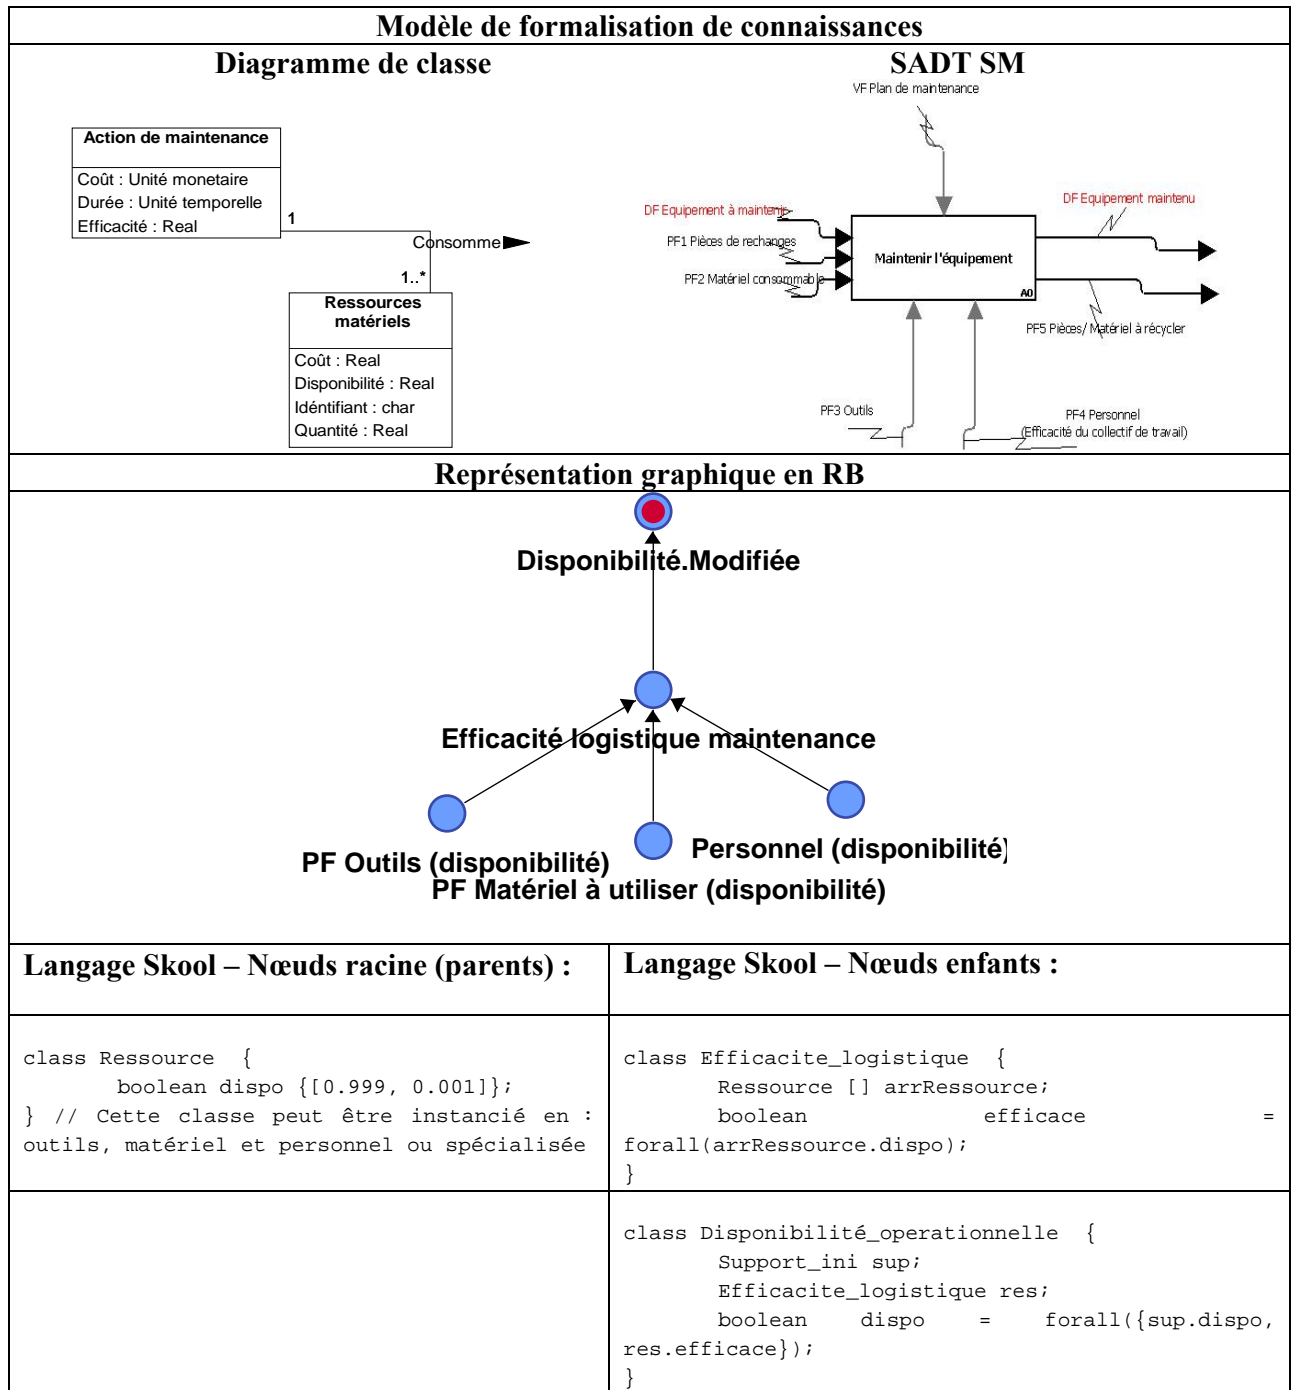 Modèle de formalisation de connaissances
Diagramme de classe
SADT SM
VF Plan de maintenance
Action de maintenance
Coût : Unité monetaire
Durée : Unité temporelle
Efficacité : Real
1
Consomme
1..*
Ressources
matériels
Coût : Real
Disponibilité : Real
Idéntifiant : char
Quantité : Real
DF Equipement à maintenir
PF1 Pièces de rechanges
PF2 Matériel consommable
Maintenir l'équipement
A0
DF Equipement maintenu
PF5 Pièces/ Matériel à récycler
PF3 Outils
PF4 Personnel
(Efficacité du collectif de travail)
Représentation graphique en RB
Disponibilité.Modifiée
Efficacité logistique maintenance
PF Outils (disponibilité)
Personnel (disponibilité)
PF Matériel à utiliser (disponibilité)
Langage Skool – Nœuds racine (parents) :
Langage Skool – Nœuds enfants :
class Ressource {
boolean dispo {[0.999, 0.001]};
} // Cette classe peut être instancié en :
outils, matériel et personnel ou spécialisée
class Efficacite_logistique {
Ressource [] arrRessource;
boolean efficace =
forall(arrRessource.dispo);
}
class Disponibilité_operationnelle {
Support_ini sup;
Efficacite_logistique res;
boolean dispo = forall({sup.dispo,
res.efficace});
}